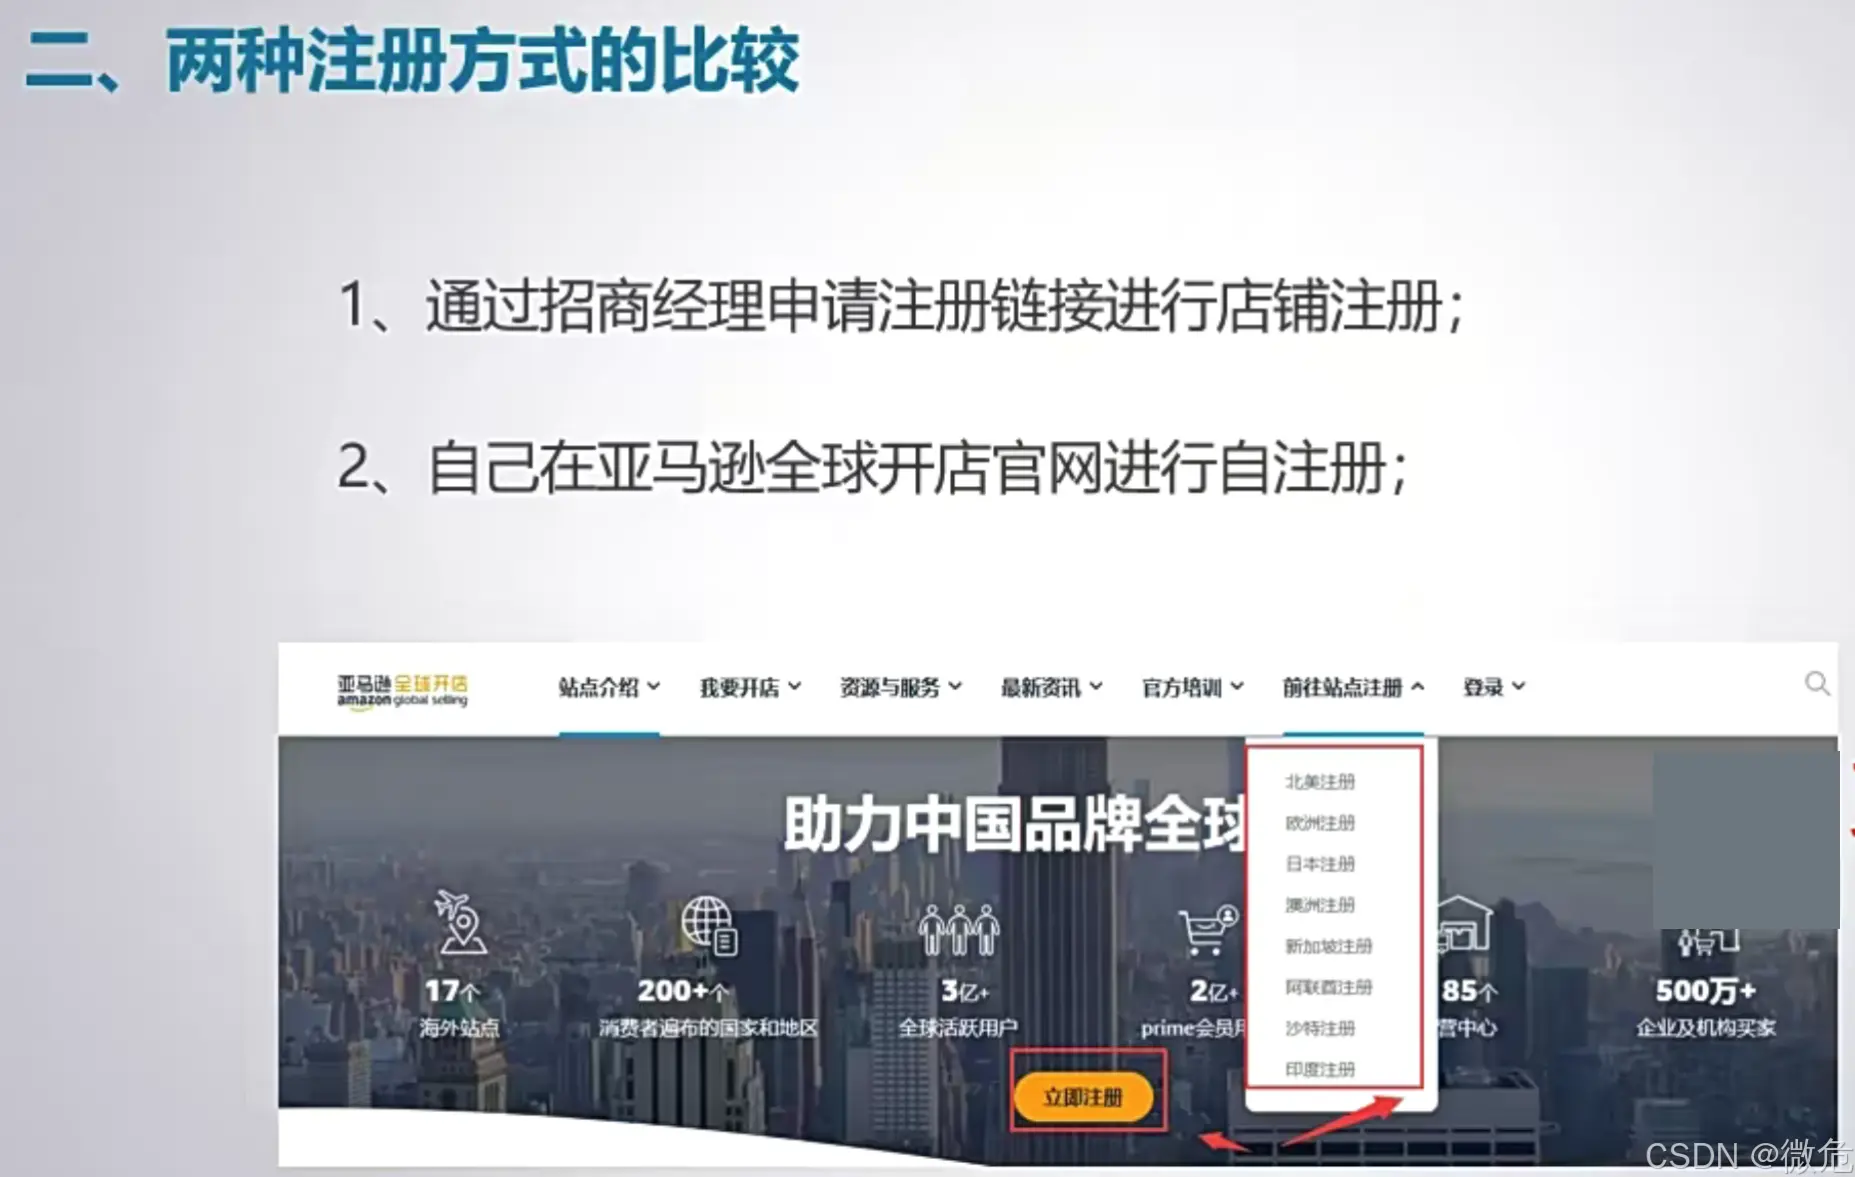 二、两种注册方式的比较
1、通过招商经理申请注册链接进行店铺注册；
2、自己在亚马逊全球开店官网进行自注册；
亚马逊全球开店
amazon global selling
站点介绍 我要开店 资源与服务 最新资讯 官方培训 前往站点注册 登录
助力中国品牌全球
北美注册
欧洲注册
日本注册
澳洲注册
新加坡注册
阿联酋注册
沙特注册
印度注册
17个 200+个 3亿+ 2亿+ 85个 500万+
海外站点 消费者遍布的国家和地区 全球活跃用户 prime会员 营中心 企业及机构买家
立即注册
CSDN @微危